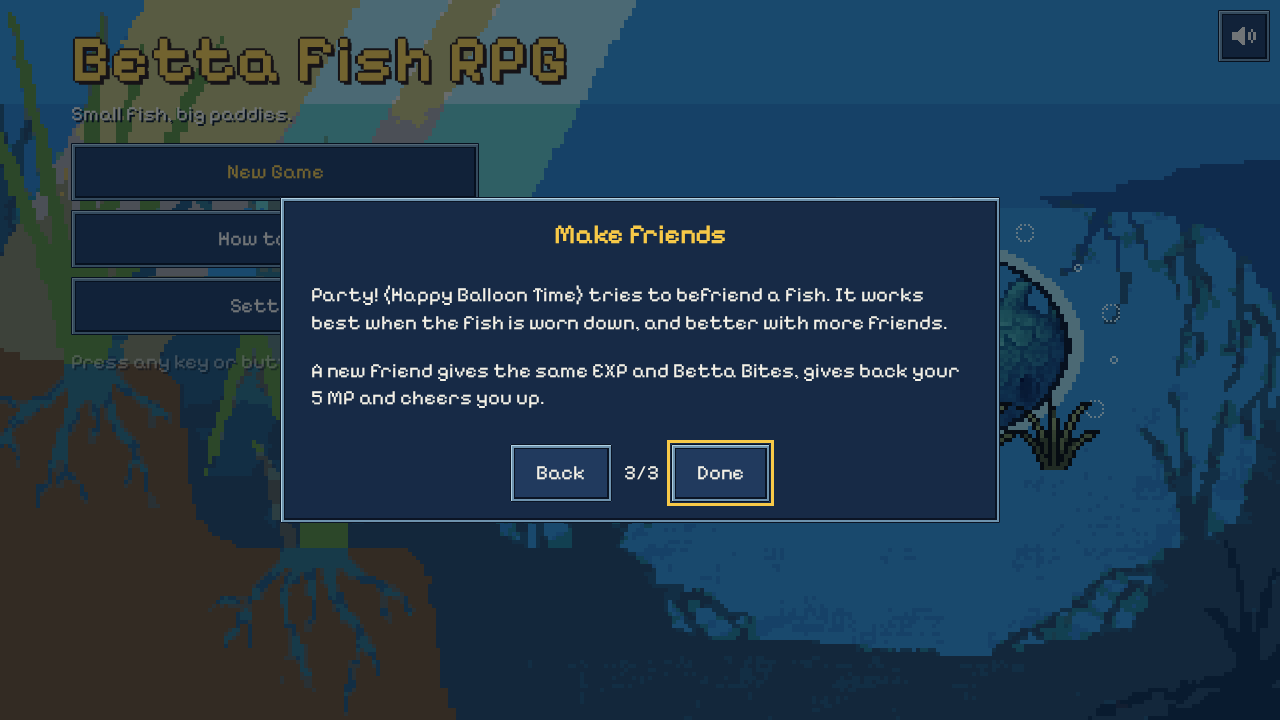 Betta Fish RPG
Small fish, big paddies.
New Game
How to
Sett
Press any key or but
Make Friends
Party! (Happy Balloon Time) tries to befriend a fish. It works
best when the fish is worn down, and better with more friends.
A new friend gives the same EXP and Betta Bites, gives back your
5 MP and cheers you up.
Back
3/3
Done